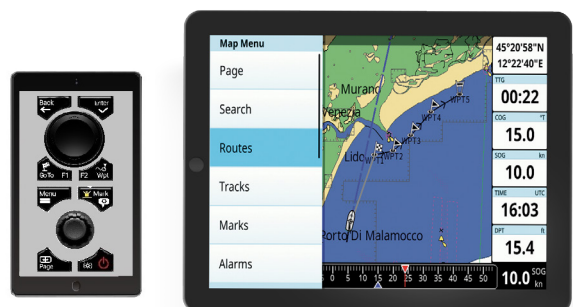 Back
enter
GoTo F1 F2 Wpt
Menu
Mark
Page
Map Menu
Page
Search
Routes
Tracks
Marks
Alarms
Murano
Venezia
Lido
WPT1
WPT2
WPT3
WPT4
WPT5
Porto Di Malamocco
0 5 10 15 20 25 30 35 40 45 50
45°20'58"N
12°22'40"E
TTG
00:22
COG °T
15.0
SOG kn
10.0
TIME UTC
16:03
DPT ft
15.4
10.0 SOG
kn